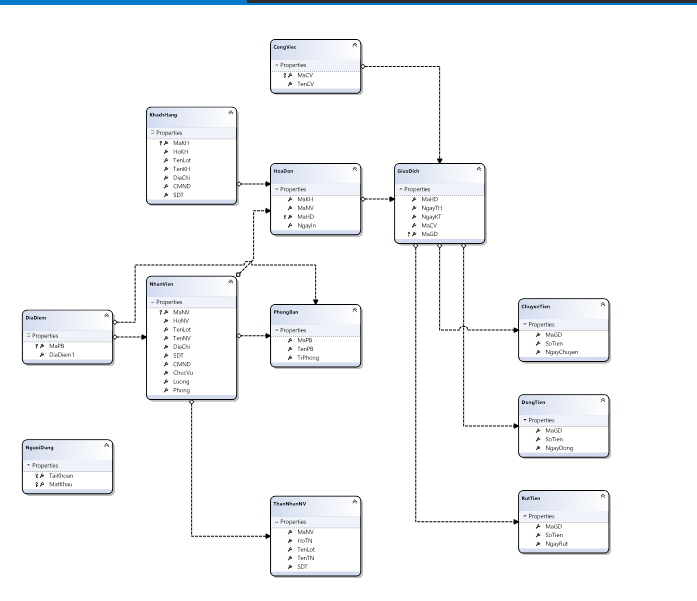 CongViec
Properties
MaCV
TenCV
KhachHang
Properties
MaKH
HoKH
TenLot
TenKH
DiaChi
CMND
SDT
HoaDon
Properties
MaKH
MaNV
MaHD
NgayIn
GiaoDich
Properties
MaHD
NgayTH
NgayKT
MaCV
MaGD
NhanVien
Properties
MaNV
HoNV
TenLot
TenNV
DiaChi
SDT
CMND
ChucVu
Luong
Phong
DiaDiem
Properties
MaPB
DiaDiem1
PhongBan
Properties
MaPB
TenPB
TrPhong
ChuyenTien
Properties
MaGD
SoTien
NgayChuyen
DongTien
Properties
MaGD
SoTien
NgayDong
NguoiDung
Properties
TaiKhoan
MatKhau
ThanNhanNV
Properties
MaNV
HoTN
TenLot
TenTN
SDT
RutTien
Properties
MaGD
SoTien
NgayRut